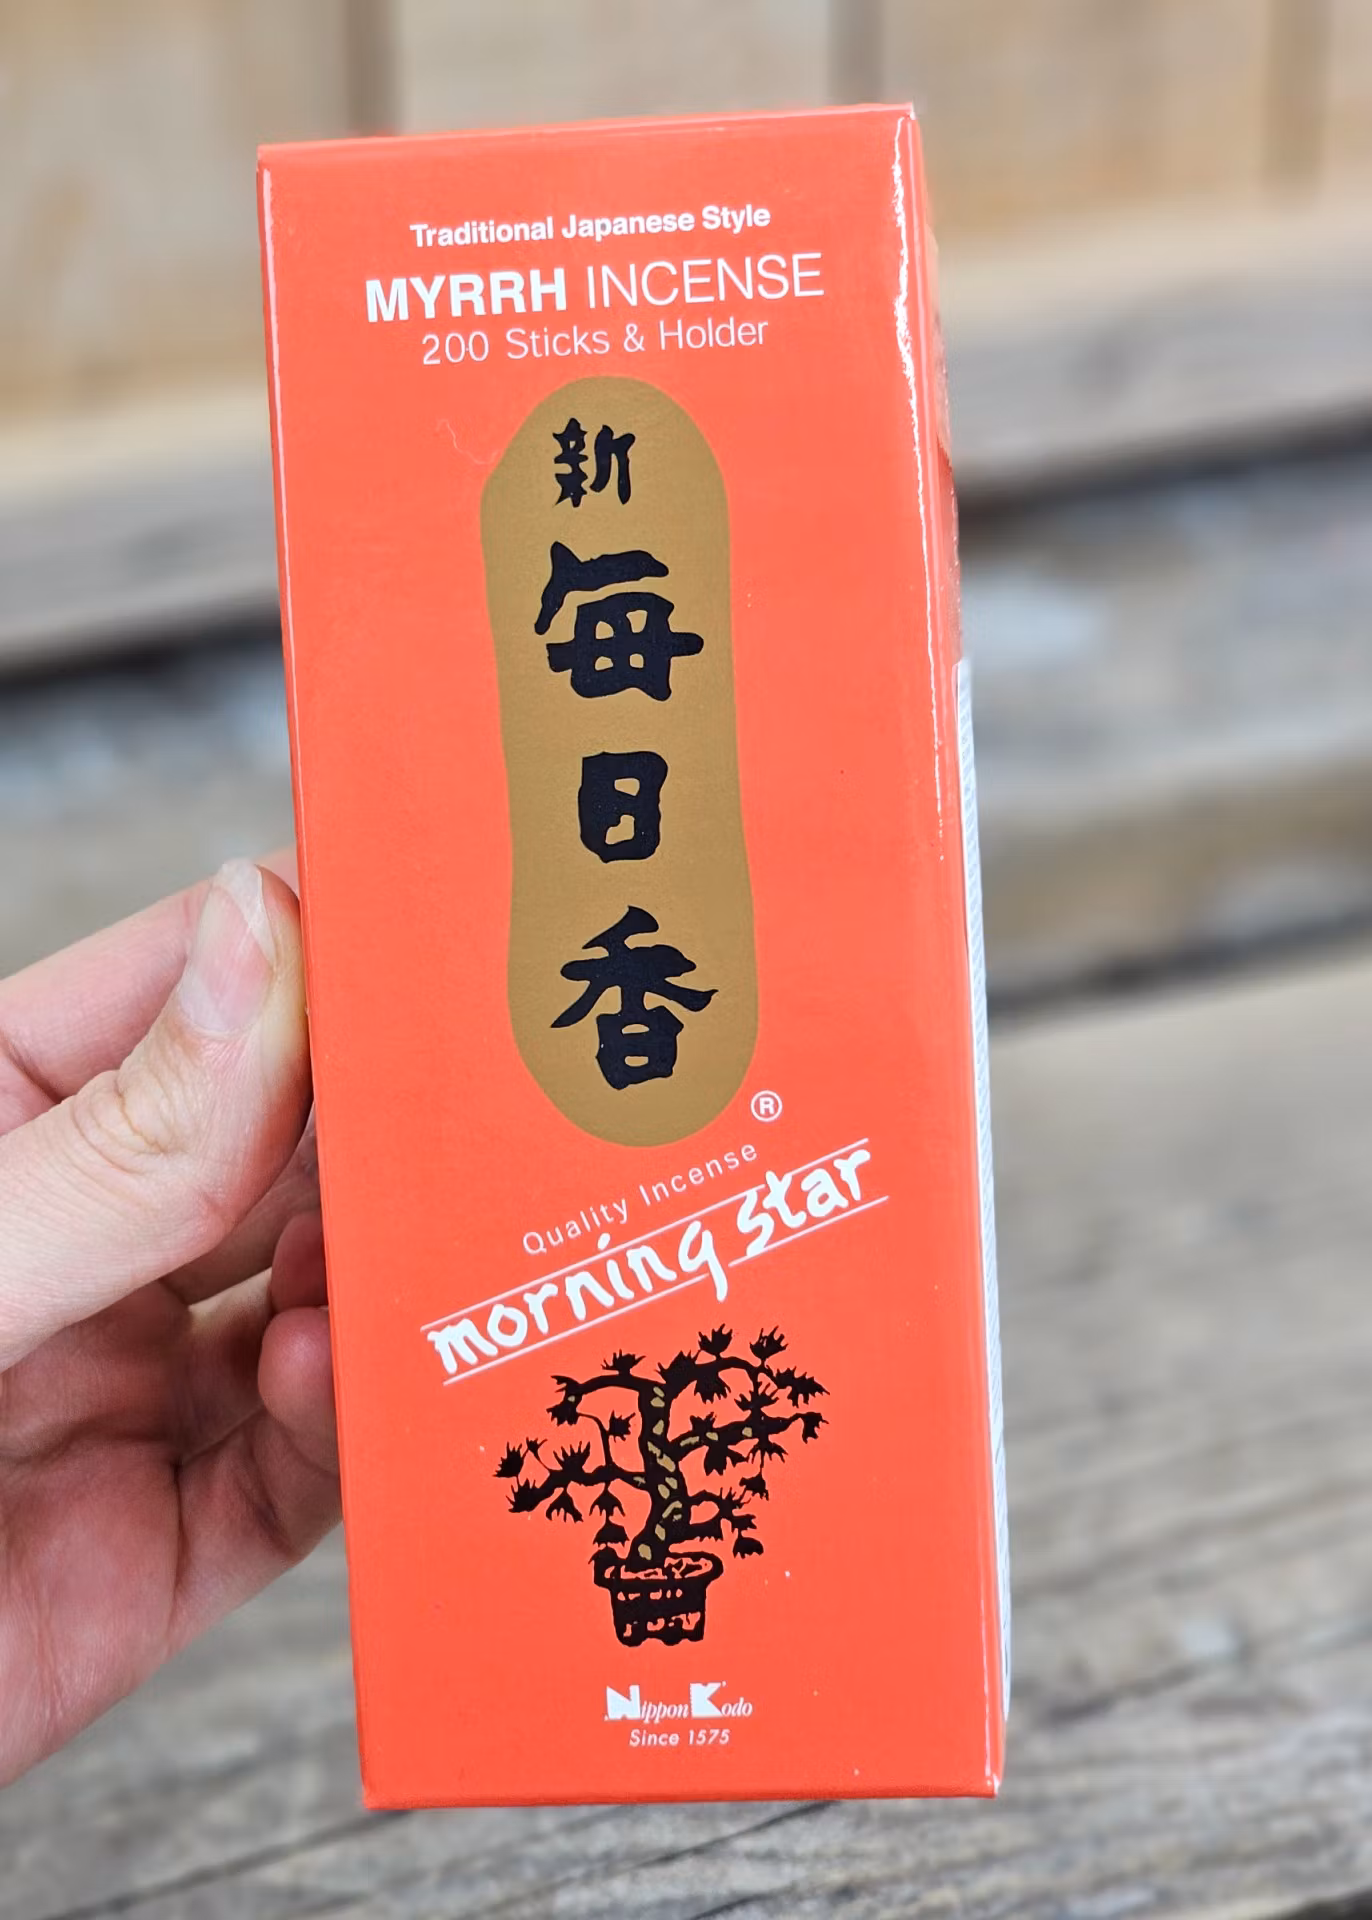 Traditional Japanese Style
MYRRH INCENSE
200 Sticks & Holder
新
毎
日
香
®
Quality Incense
morning star
Nippon Kodo
Since 1575